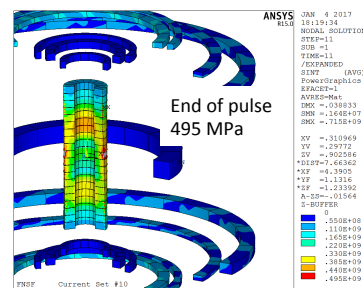 ANSYS
R15.0
JAN 4 2017
18:19:34
NODAL SOLUTION
STEP=11
SUB =1
TIME=11
/EXPANDED
SINT (AVG)
PowerGraphics
EFACET=1
AVRES=Mat
DMX =.038833
SMN =.164E+07
SMX =.715E+09
XV =.310969
YV =.29772
ZV =.902586
*DIST=7.66362
*XF =4.3905
*YF =1.1316
*ZF =1.23392
A-ZS=-.01564
Z-BUFFER
0
.550E+08
.110E+09
.165E+09
.220E+09
.330E+09
.385E+09
.440E+09
.495E+09
MX
End of pulse
495 MPa
FNSF Current Set #10